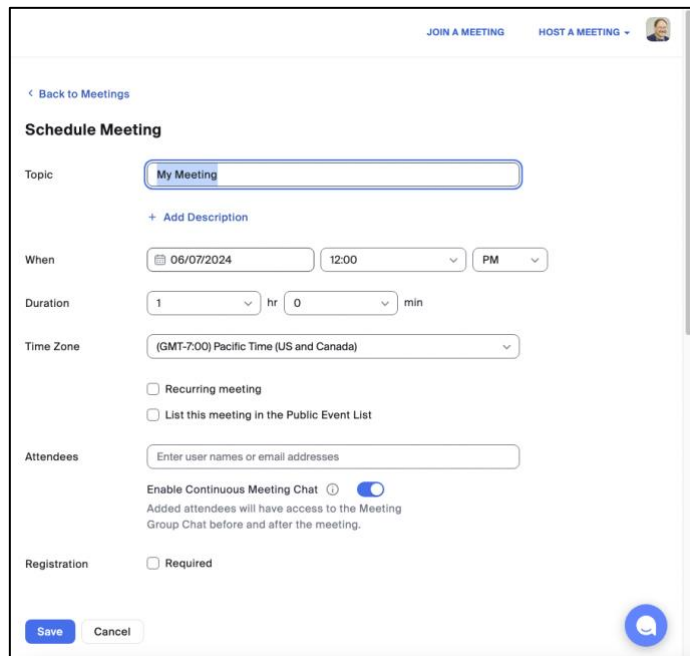 JOIN A MEETING HOST A MEETING
Back to Meetings
Schedule Meeting
Topic My Meeting
+ Add Description
When 06/07/2024 12:00 PM
Duration 1 hr 0 min
Time Zone (GMT-7:00) Pacific Time (US and Canada)
Recurring meeting
List this meeting in the Public Event List
Attendees Enter user names or email addresses
Enable Continuous Meeting Chat
Added attendees will have access to the Meeting
Group Chat before and after the meeting.
Registration Required
Save Cancel